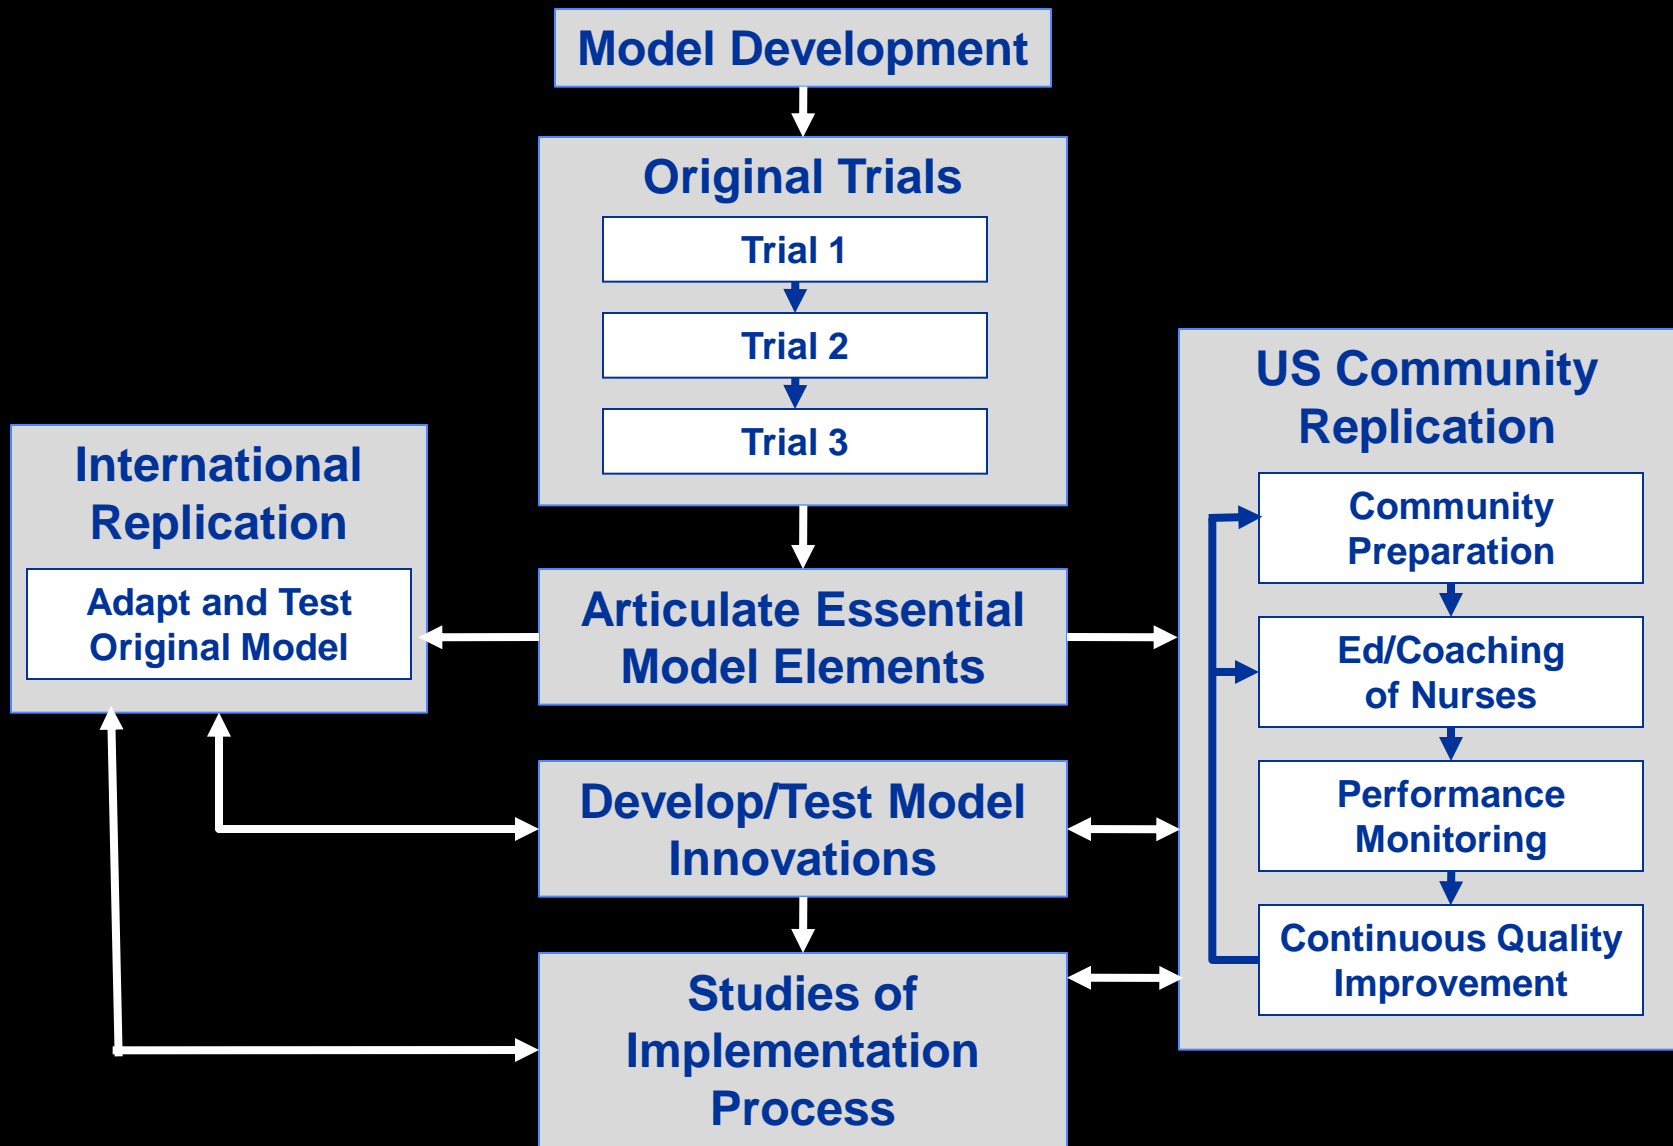 Model Development
Original Trials
Trial 1
Trial 2
Trial 3
International
Replication
Adapt and Test
Original Model
Articulate Essential
Model Elements
Develop/Test Model
Innovations
Studies of
Implementation
Process
US Community
Replication
Community
Preparation
Ed/Coaching
of Nurses
Performance
Monitoring
Continuous Quality
Improvement